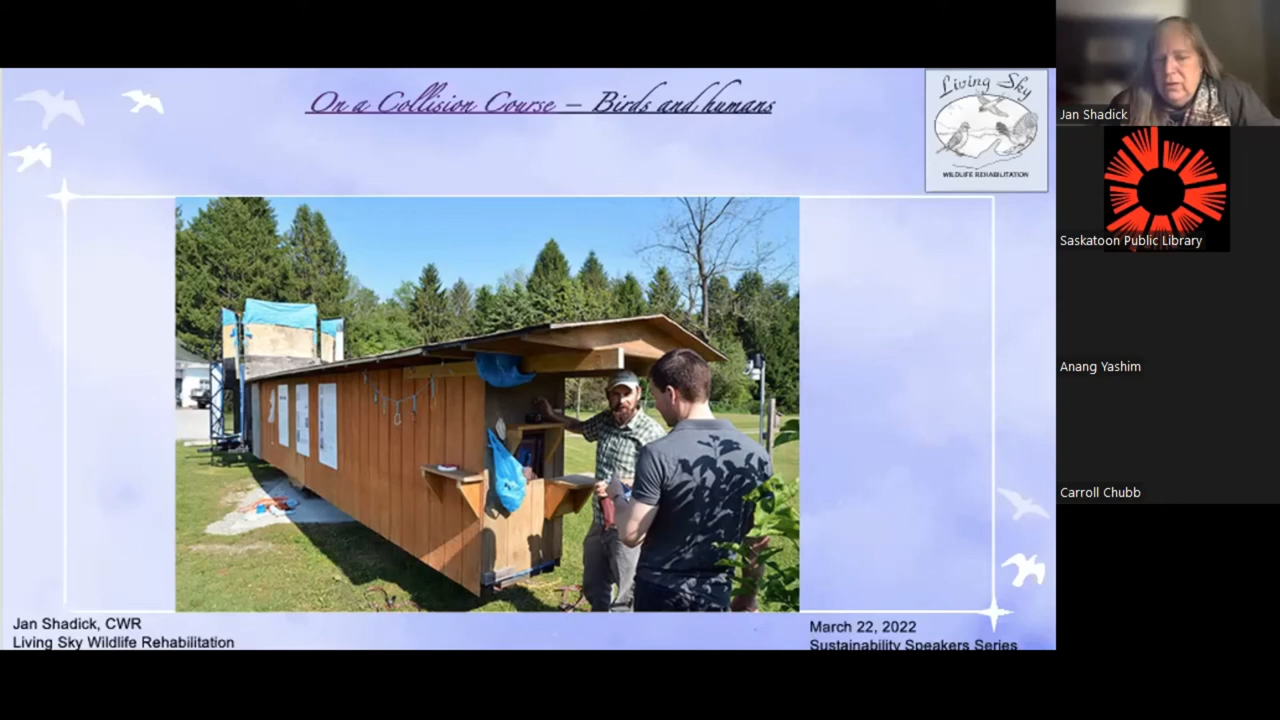 On a Collision Course – Birds and humans
Living Sky
WILDLIFE REHABILITATION
Jan Shadick, CWR
Living Sky Wildlife Rehabilitation
March 22, 2022
Sustainability Speakers Series
Jan Shadick
Saskatoon Public Library
Anang Yashim
Carroll Chubb